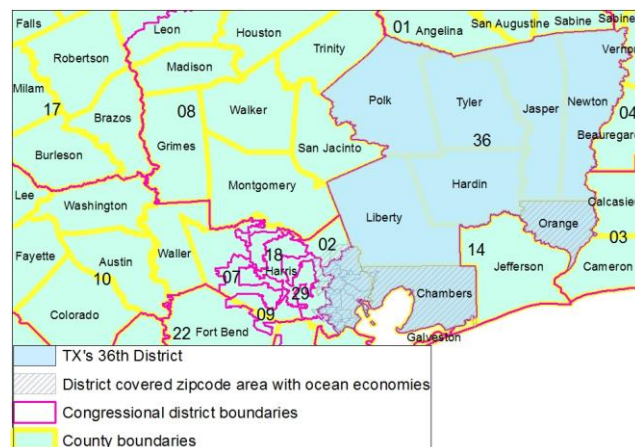 Falls
Leon
Houston
01
Angelina
San Augustine
Sabine
Sabine
Robertson
Trinity
Vernon
Madison
Milam
17
08
Walker
Polk
Tyler
Jasper
Newton
04
Brazos
36
Beauregard
Grimes
San Jacinto
Burleson
Hardin
Montgomery
Lee
Washington
Liberty
Orange
Calcasieu
Fayette
Austin
Waller
02
14
03
18
Harris
Jefferson
Cameron
10
07
29
Chambers
Colorado
09
22
Fort Bend
Galveston
TX's 36th District
District covered zipcode area with ocean economies
Congressional district boundaries
County boundaries